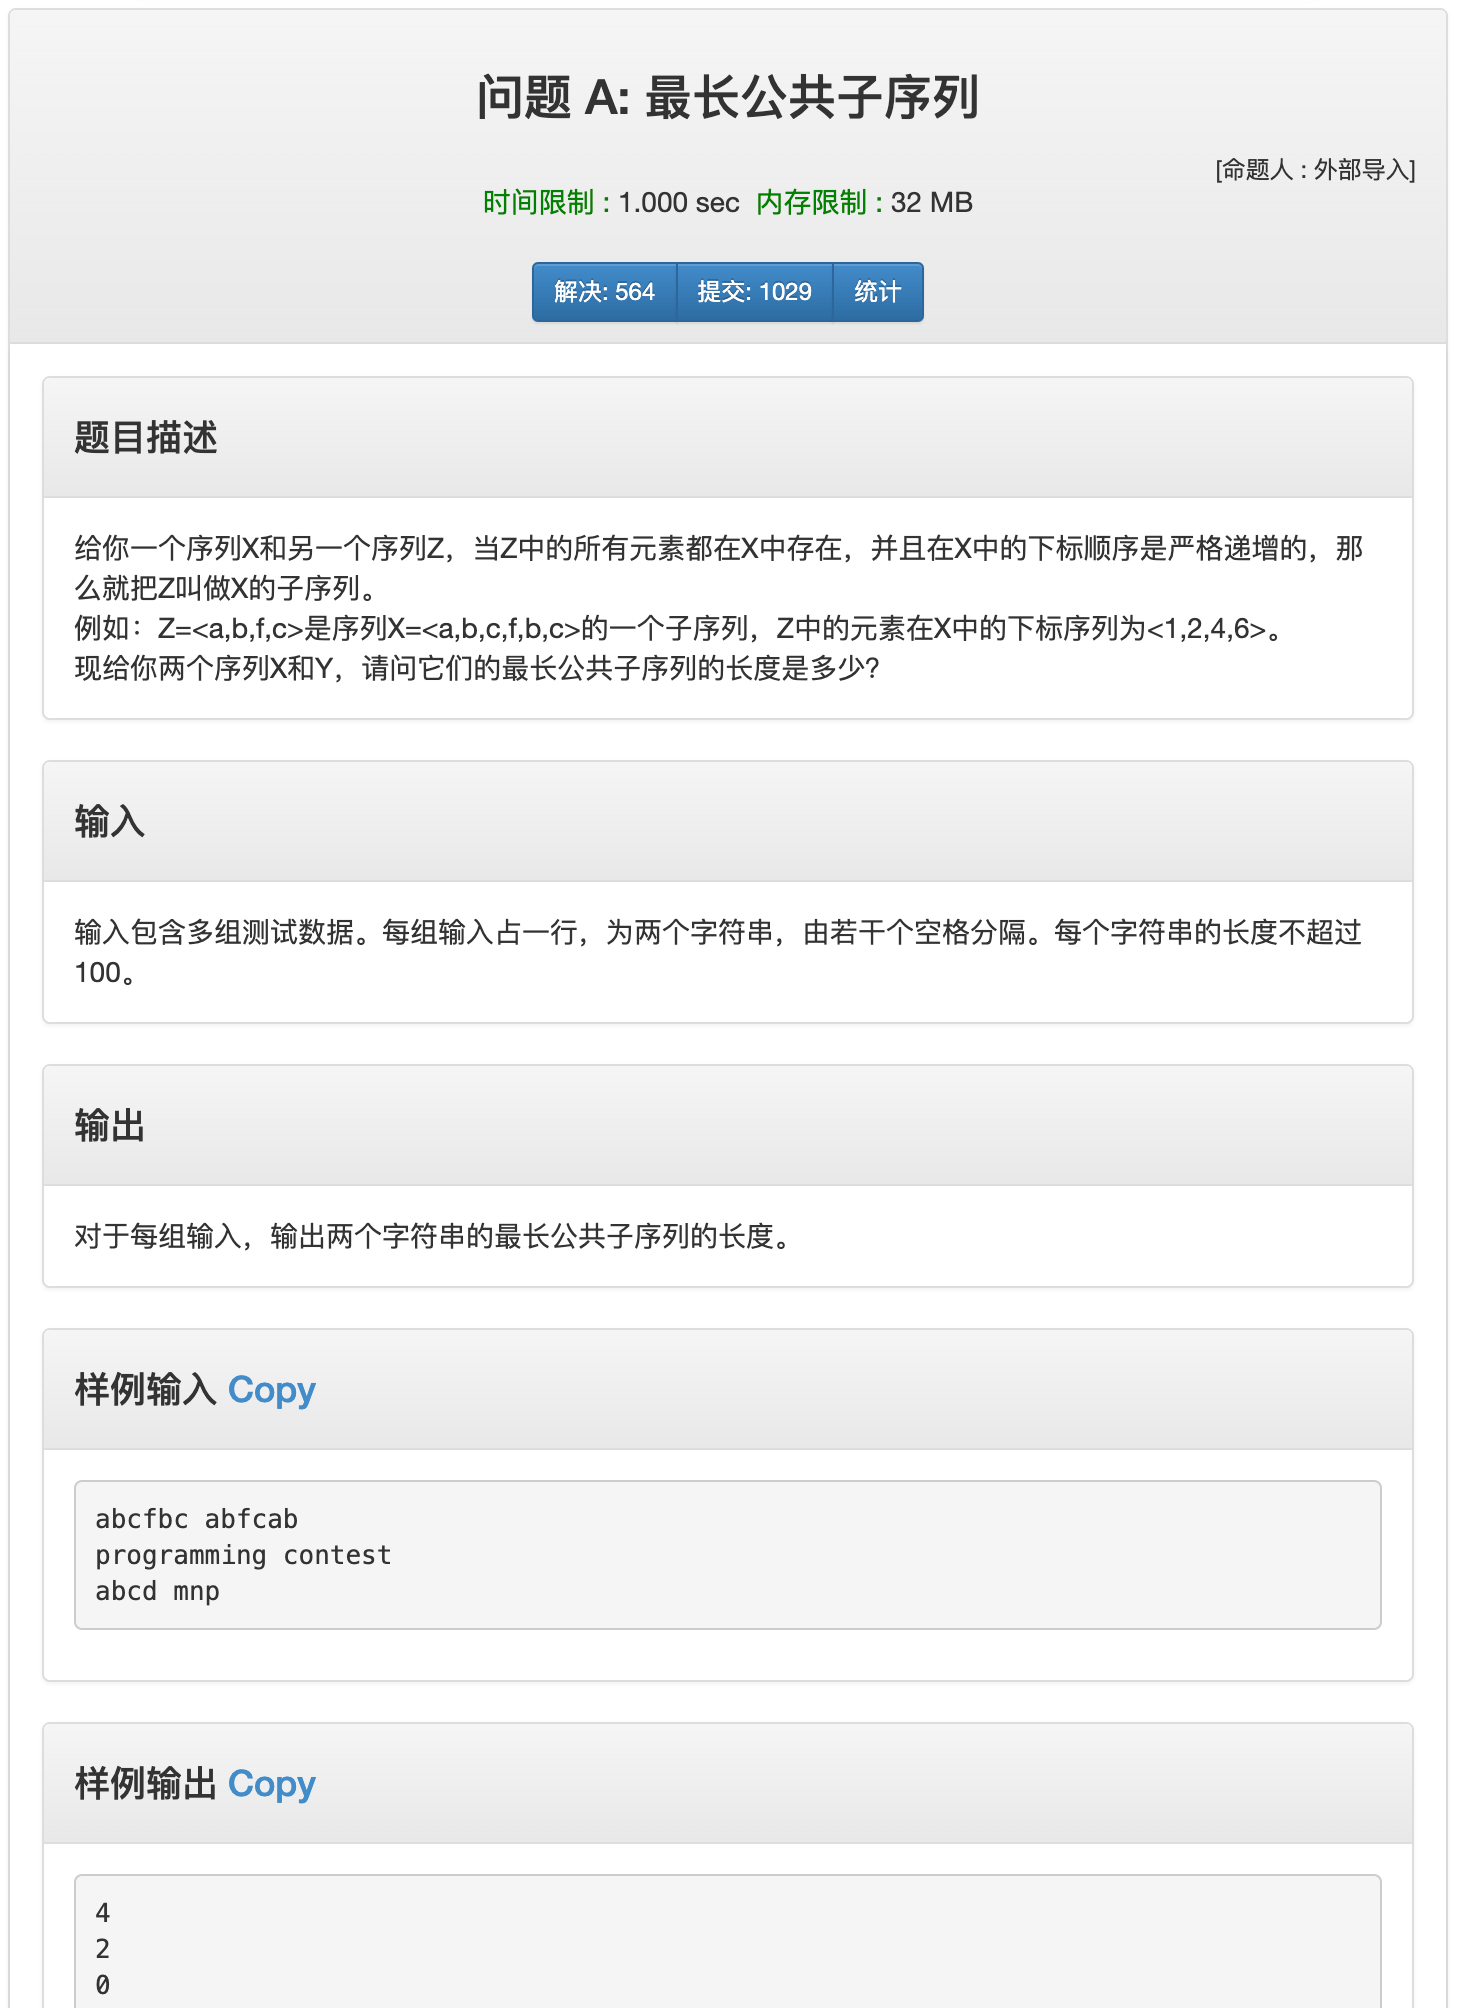 问题 A: 最长公共子序列
[命题人 : 外部导入]
时间限制 : 1.000 sec 内存限制 : 32 MB
解决: 564 提交: 1029 统计
题目描述
给你一个序列X和另一个序列Z，当Z中的所有元素都在X中存在，并且在X中的下标顺序是严格递增的，那
么就把Z叫做X的子序列。
例如：Z=<a,b,f,c>是序列X=<a,b,c,f,b,c>的一个子序列，Z中的元素在X中的下标序列为<1,2,4,6>。
现给你两个序列X和Y，请问它们的最长公共子序列的长度是多少？
输入
输入包含多组测试数据。每组输入占一行，为两个字符串，由若干个空格分隔。每个字符串的长度不超过
100。
输出
对于每组输入，输出两个字符串的最长公共子序列的长度。
样例输入 Copy
abcfbc abfcab
programming contest
abcd mnp
样例输出 Copy
4
2
0